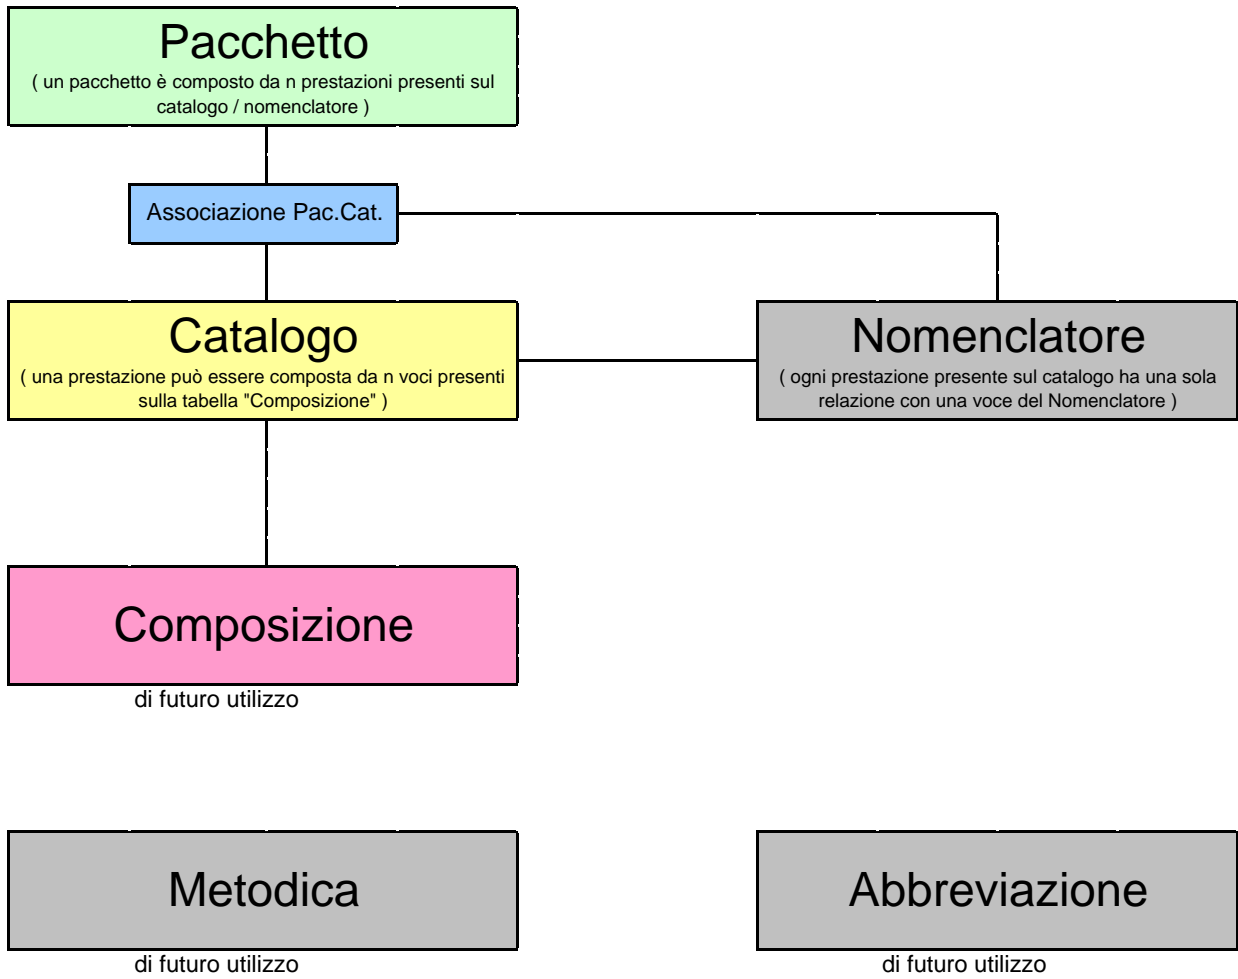 Pacchetto
( un pacchetto è composto da n prestazioni presenti sul
catalogo / nomenclatore )
Associazione Pac.Cat.
Catalogo
( una prestazione può essere composta da n voci presenti
sulla tabella "Composizione" )
Nomenclatore
( ogni prestazione presente sul catalogo ha una sola
relazione con una voce del Nomenclatore )
Composizione
di futuro utilizzo
Metodica
di futuro utilizzo
Abbreviazione
di futuro utilizzo